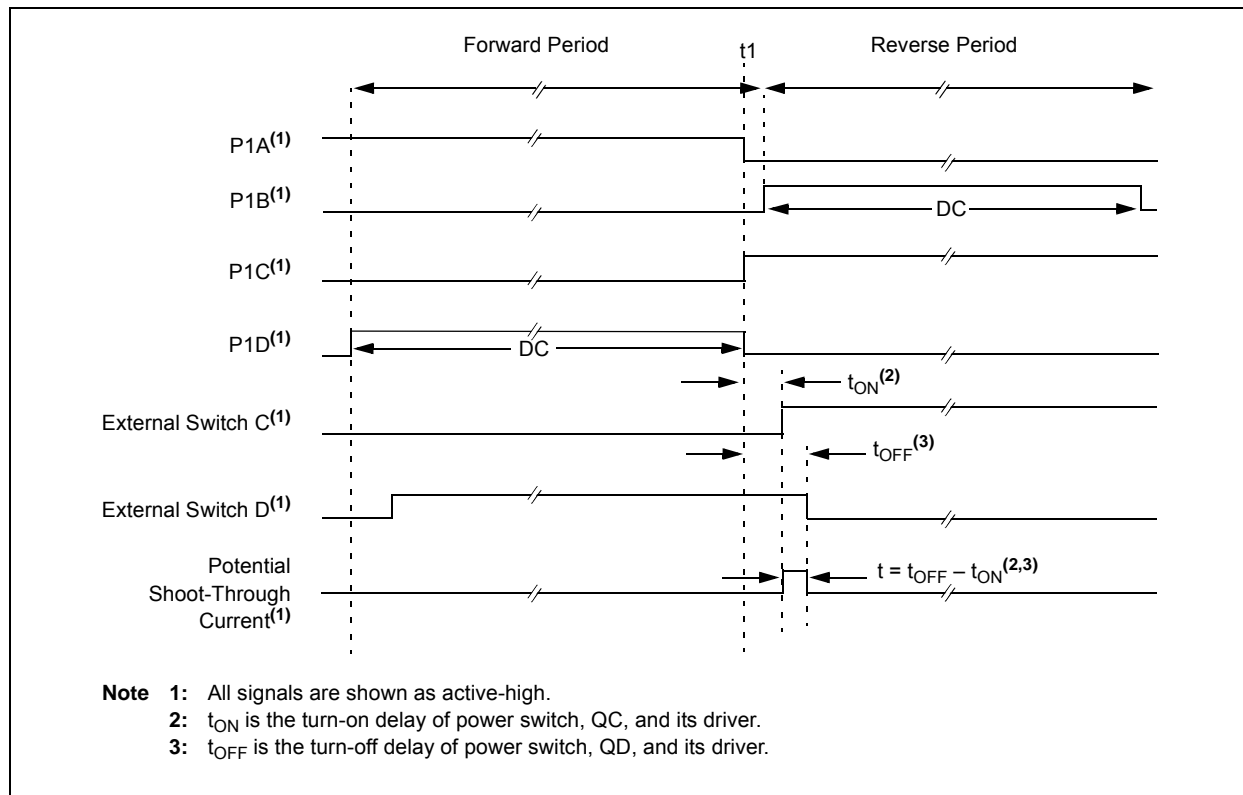 Forward Period
t1
Reverse Period
P1A(1)
P1B(1)
DC
P1C(1)
P1D(1)
DC
tON(2)
External Switch C(1)
tOFF(3)
External Switch D(1)
Potential
Shoot-Through
Current(1)
t = tOFF – tON(2,3)
Note 1: All signals are shown as active-high.
2: tON is the turn-on delay of power switch, QC, and its driver.
3: tOFF is the turn-off delay of power switch, QD, and its driver.